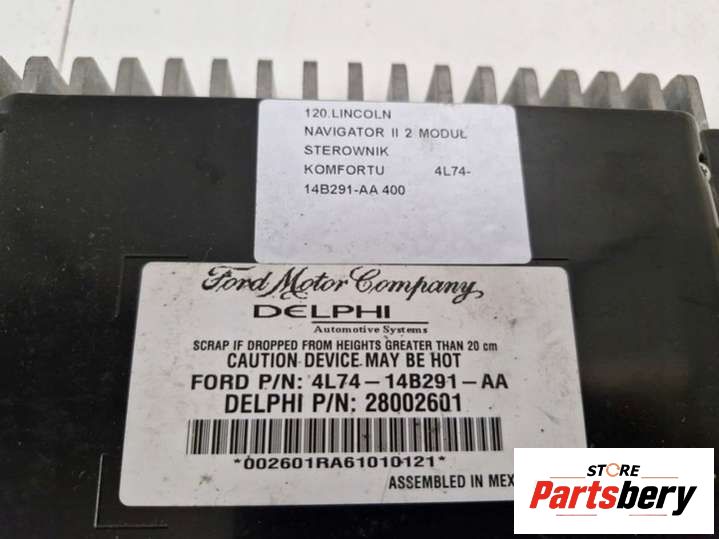 120.LINCOLN
NAVIGATOR II 2 MODUŁ
STEROWNIK
KOMFORTU 4L74-
14B291-AA 400
Ford Motor Company
DELPHI
Automotive Systems
SCRAP IF DROPPED FROM HEIGHTS GREATER THAN 20 cm
CAUTION DEVICE MAY BE HOT
FORD P/N: 4L74-14B291-AA
DELPHI P/N: 28002601
*002601RA61010121*
ASSEMBLED IN MEX
STORE
Partsbery